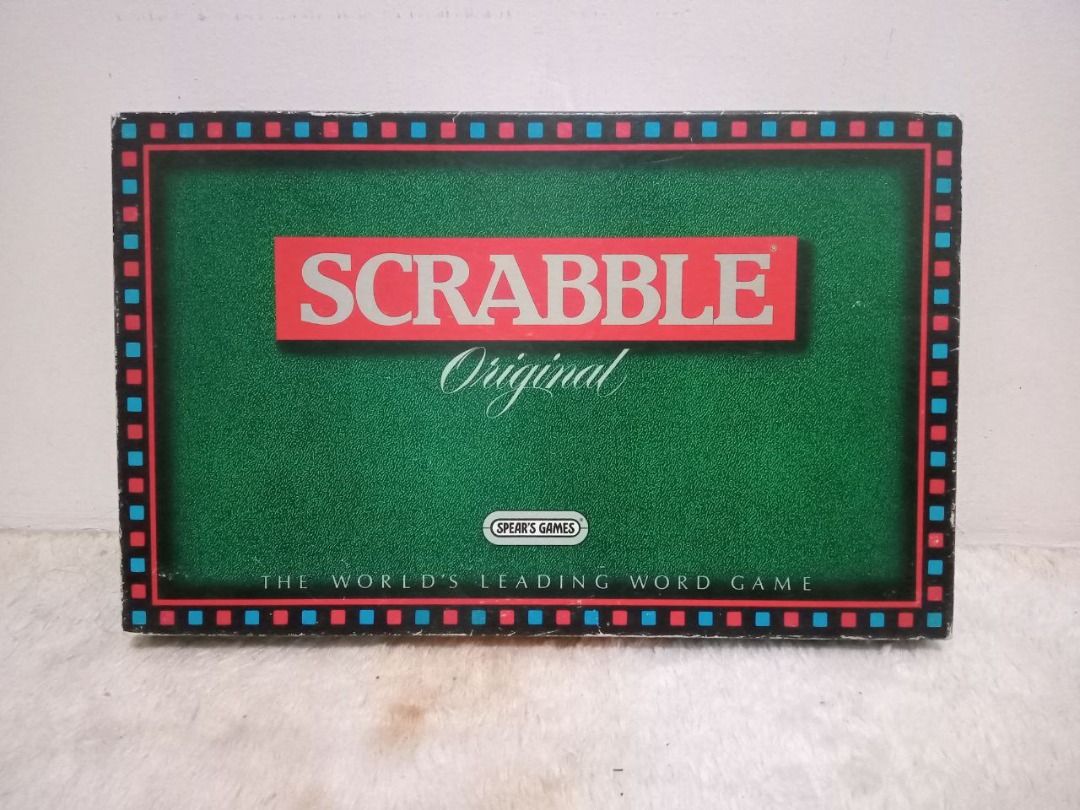 SCRABBLE®
Original
SPEAR'S GAMES®
THE WORLD'S LEADING WORD GAME